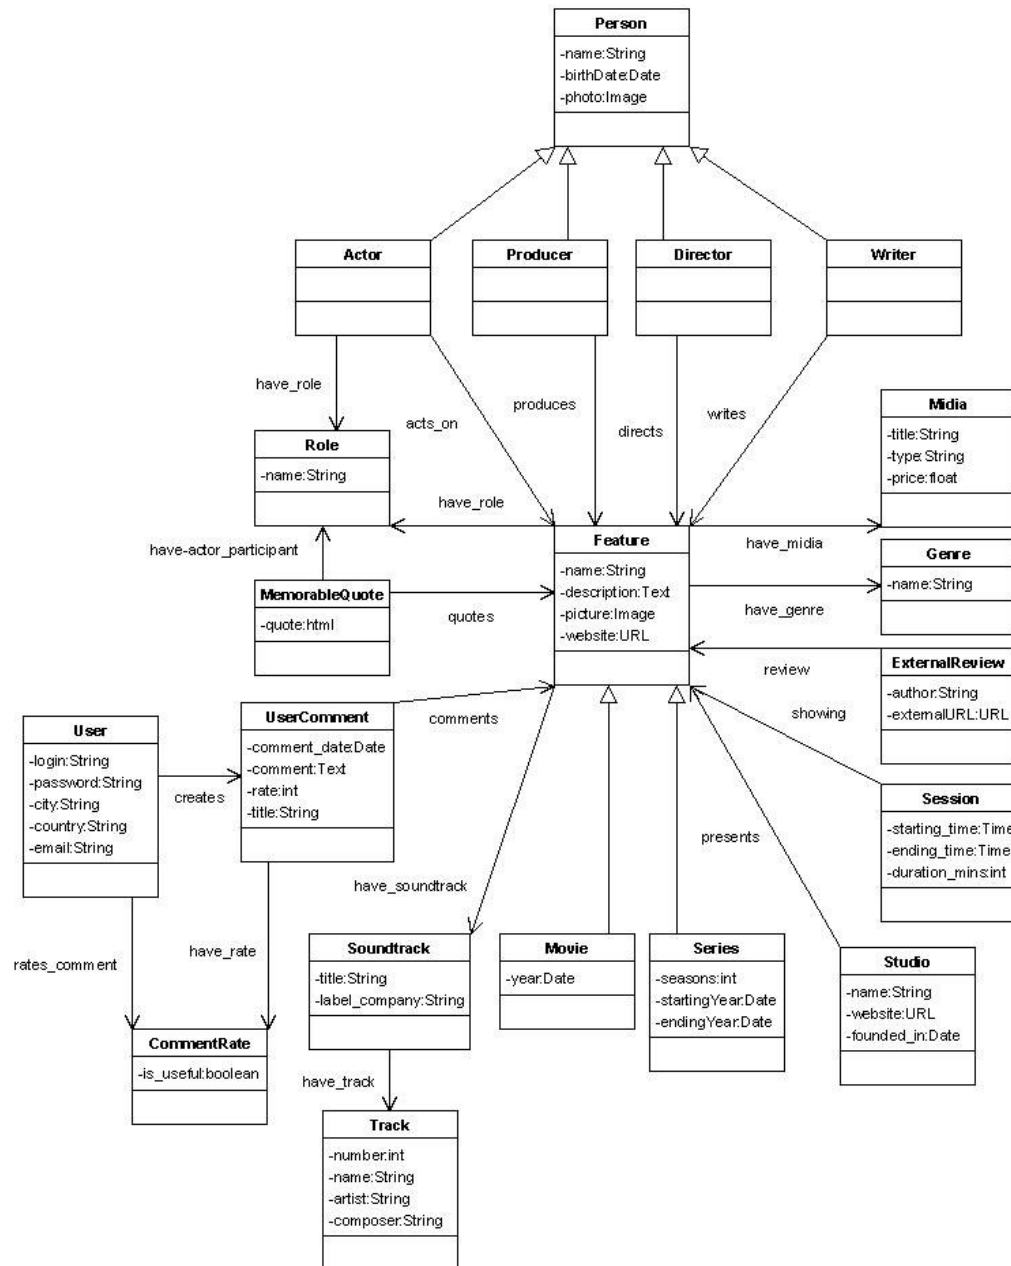 Person
-name:String
-birthDate:Date
-photo:Image
Actor
Producer
Director
Writer
have_role
acts_on
produces
directs
writes
Role
-name:String
Midia
-title:String
-type:String
-price:float
have_role
have-actor_participant
have_midia
Feature
-name:String
-description:Text
-picture:Image
-website:URL
Genre
-name:String
have_genre
MemorableQuote
-quote:html
quotes
review
ExternalReview
-author:String
-externalURL:URL
showing
User
-login:String
-password:String
-city:String
-country:String
-email:String
creates
UserComment
-comment_date:Date
-comment:Text
-rate:int
-title:String
comments
Session
-starting_time:Time
-ending_time:Time
-duration_mins:int
presents
have_soundtrack
rates_comment
have_rate
Soundtrack
-title:String
-label_company:String
Movie
-year:Date
Series
-seasons:int
-startingYear:Date
-endingYear:Date
Studio
-name:String
-website:URL
-founded_in:Date
CommentRate
-is_useful:boolean
have_track
Track
-number:int
-name:String
-artist:String
-composer:String